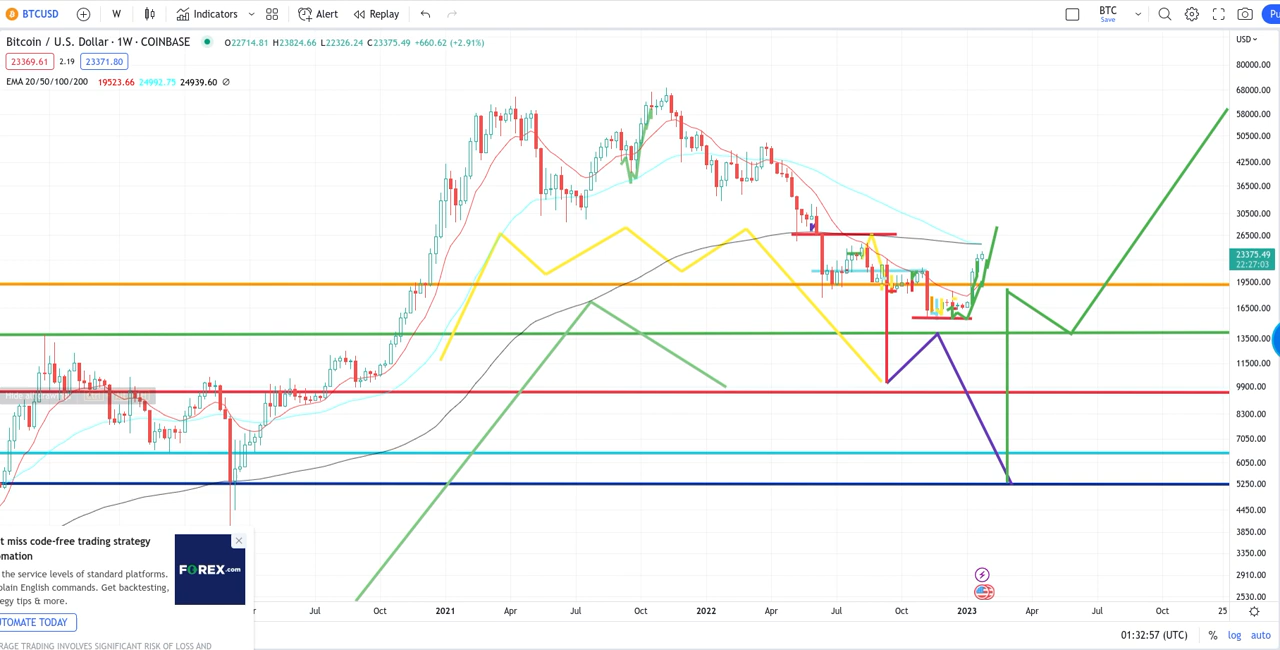 BTCUSD W Indicators Alert Replay BTC Save
Bitcoin / U.S. Dollar · 1W · COINBASE O22714.81 H23824.66 L22326.24 C23375.49 +660.62 (+2.91%)
23369.61 2.19 23371.80
EMA 20/50/100/200 19523.66 24992.75 24939.60 Ø
USD
80000.00
68000.00
58000.00
50500.00
42500.00
36500.00
30500.00
26500.00
23375.49
22:27:03
19500.00
16500.00
13500.00
11500.00
9900.00
8300.00
7050.00
6050.00
5250.00
4450.00
3850.00
3350.00
2910.00
2530.00
t miss code-free trading strategy
mation
the service levels of standard platforms.
plain English commands. Get backtesting,
egy tips & more.
UTOMATE TODAY
RAGE TRADING INVOLVES SIGNIFICANT RISK OF LOSS AND
FOREX.com
Jul Oct 2021 Apr Jul Oct 2022 Apr Jul Oct 2023 Apr Jul Oct 25
01:32:57 (UTC) % log auto